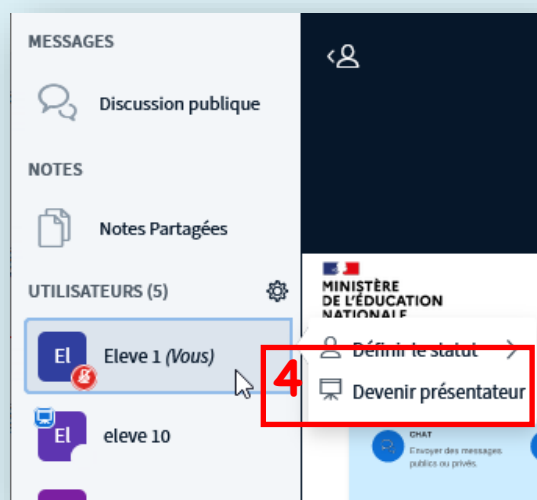 MESSAGES
Discussion publique
NOTES
Notes Partagées
UTILISATEURS (5)
El
Eleve 1 (Vous)
El
eleve 10
MINISTÈRE
DE L'ÉDUCATION
NATIONALE
Définir le statut
4
Devenir présentateur
CHAT
Envoyer des messages
publics ou privés.